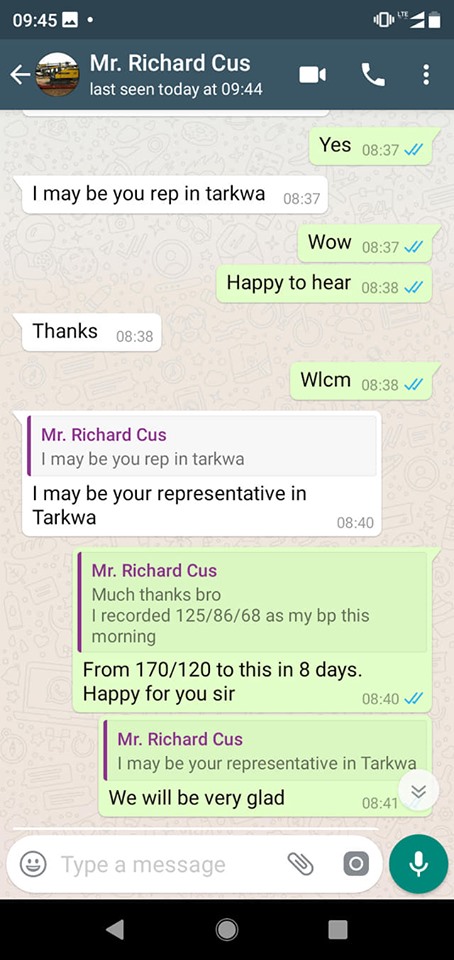 09:45
LTE
Mr. Richard Cus
last seen today at 09:44
Yes 08:37
I may be you rep in tarkwa 08:37
Wow 08:37
Happy to hear 08:38
Thanks 08:38
Wlcm 08:38
Mr. Richard Cus
I may be you rep in tarkwa
I may be your representative in
Tarkwa
08:40
Mr. Richard Cus
Much thanks bro
I recorded 125/86/68 as my bp this
morning
From 170/120 to this in 8 days.
Happy for you sir 08:40
Mr. Richard Cus
I may be your representative in Tarkwa
We will be very glad 08:41
Type a message